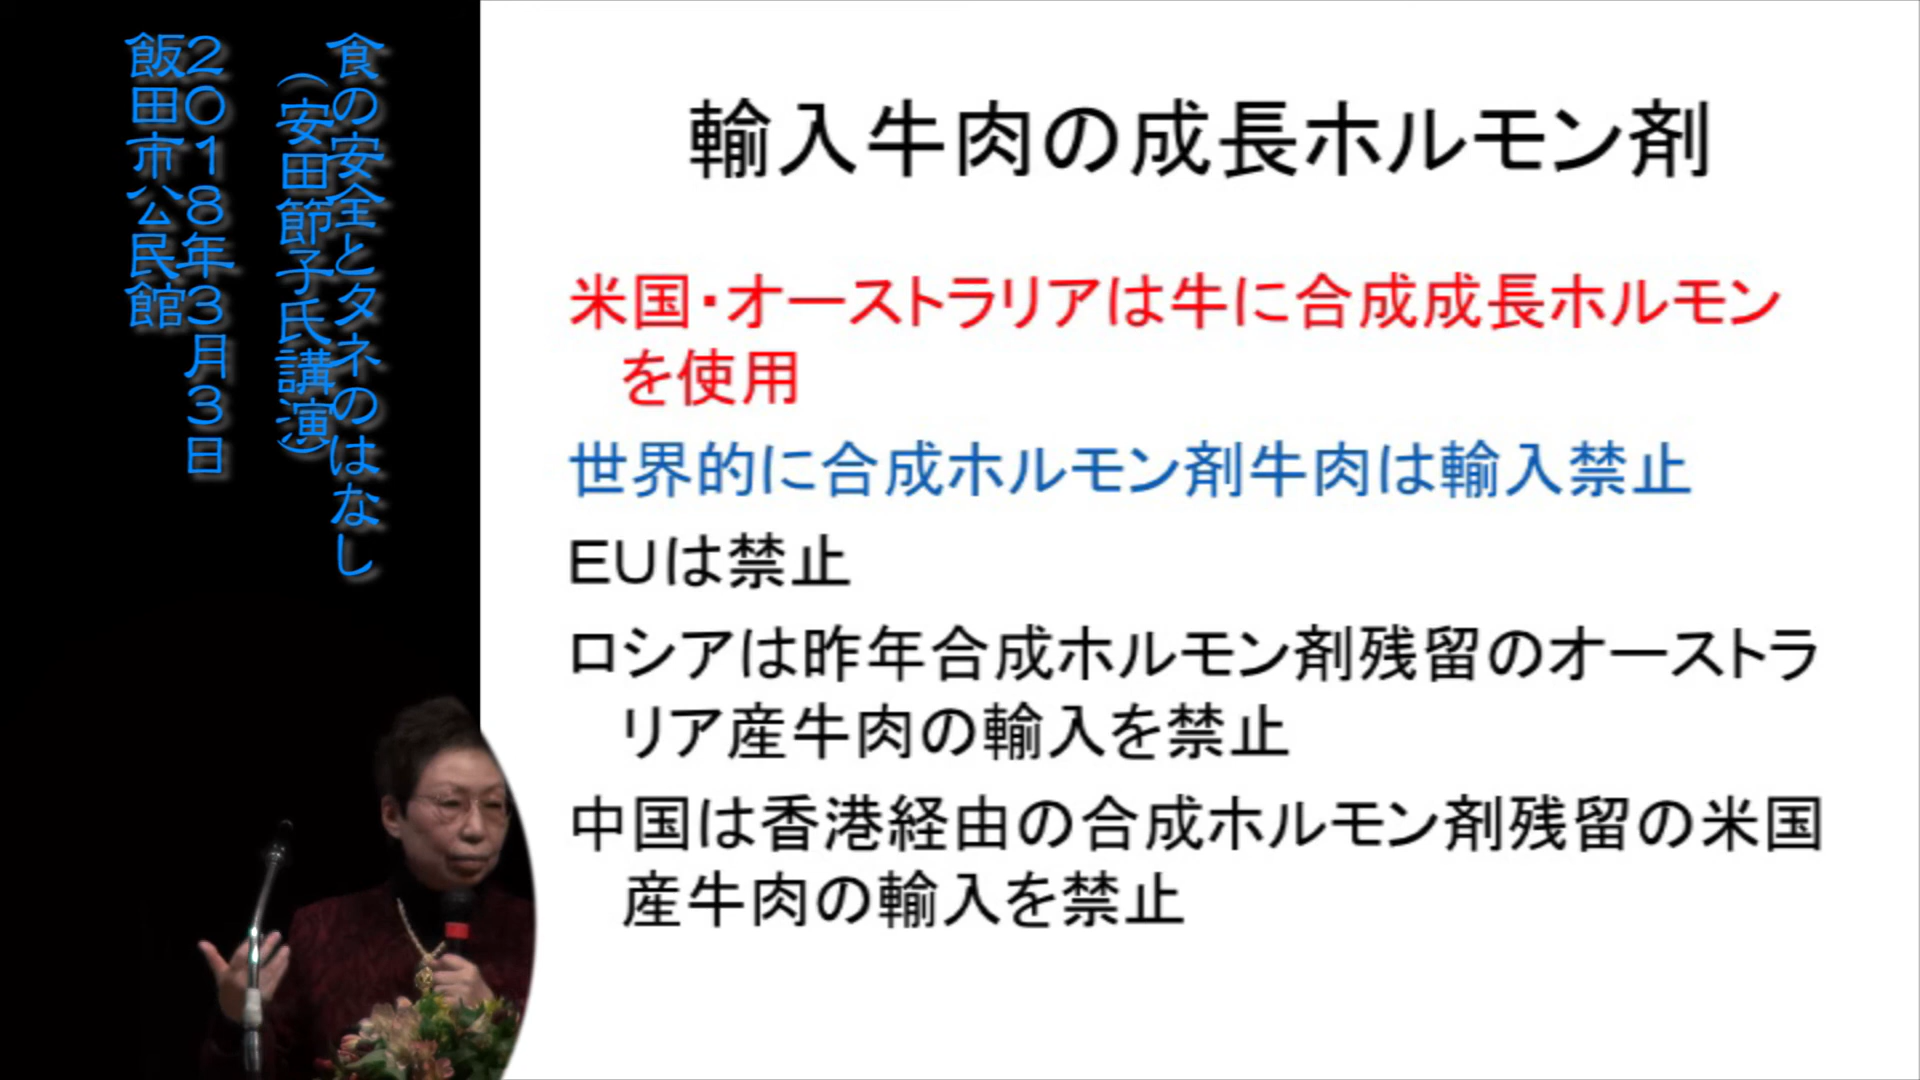 食の安全とタネのはなし
（安田節子氏講演）
２０１８年３月３日
飯田市公民館
輸入牛肉の成長ホルモン剤
米国・オーストラリアは牛に合成成長ホルモン
を使用
世界的に合成ホルモン剤牛肉は輸入禁止
EUは禁止
ロシアは昨年合成ホルモン剤残留のオーストラ
リア産牛肉の輸入を禁止
中国は香港経由の合成ホルモン剤残留の米国
産牛肉の輸入を禁止